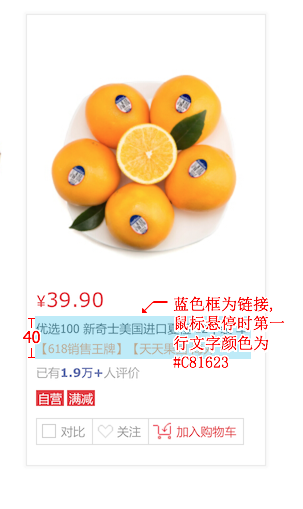 ¥39.90
蓝色框为链接,
鼠标悬停时第一
行文字颜色为
#C81623
40
优选100 新奇士美国进口夏
【618销售王牌】【天天果
已有1.9万+人评价
自营 满减
对比 关注 加入购物车